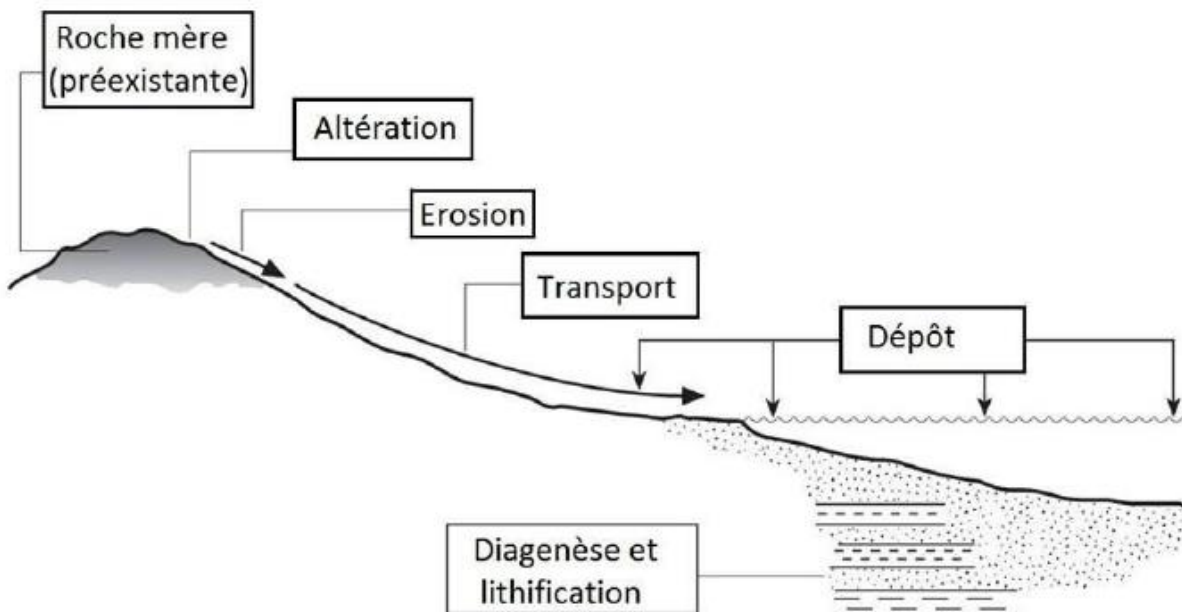 Roche mère
(préexistante)
Altération
Erosion
Transport
Dépôt
Diagenèse et
lithification